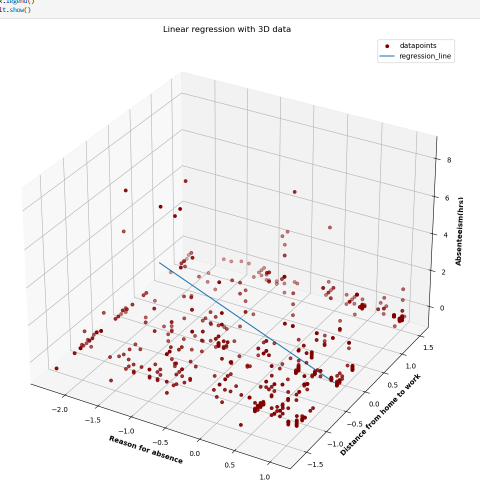 .legend()
lt.show()
Linear regression with 3D data
datapoints
regression_line
8
6
4
2
0
Absenteeism(hrs)
1.5
1.0
0.5
0.0
−0.5
−1.0
−1.5
Distance from home to work
−2.0
−1.5
−1.0
−0.5
0.0
0.5
1.0
Reason for absence